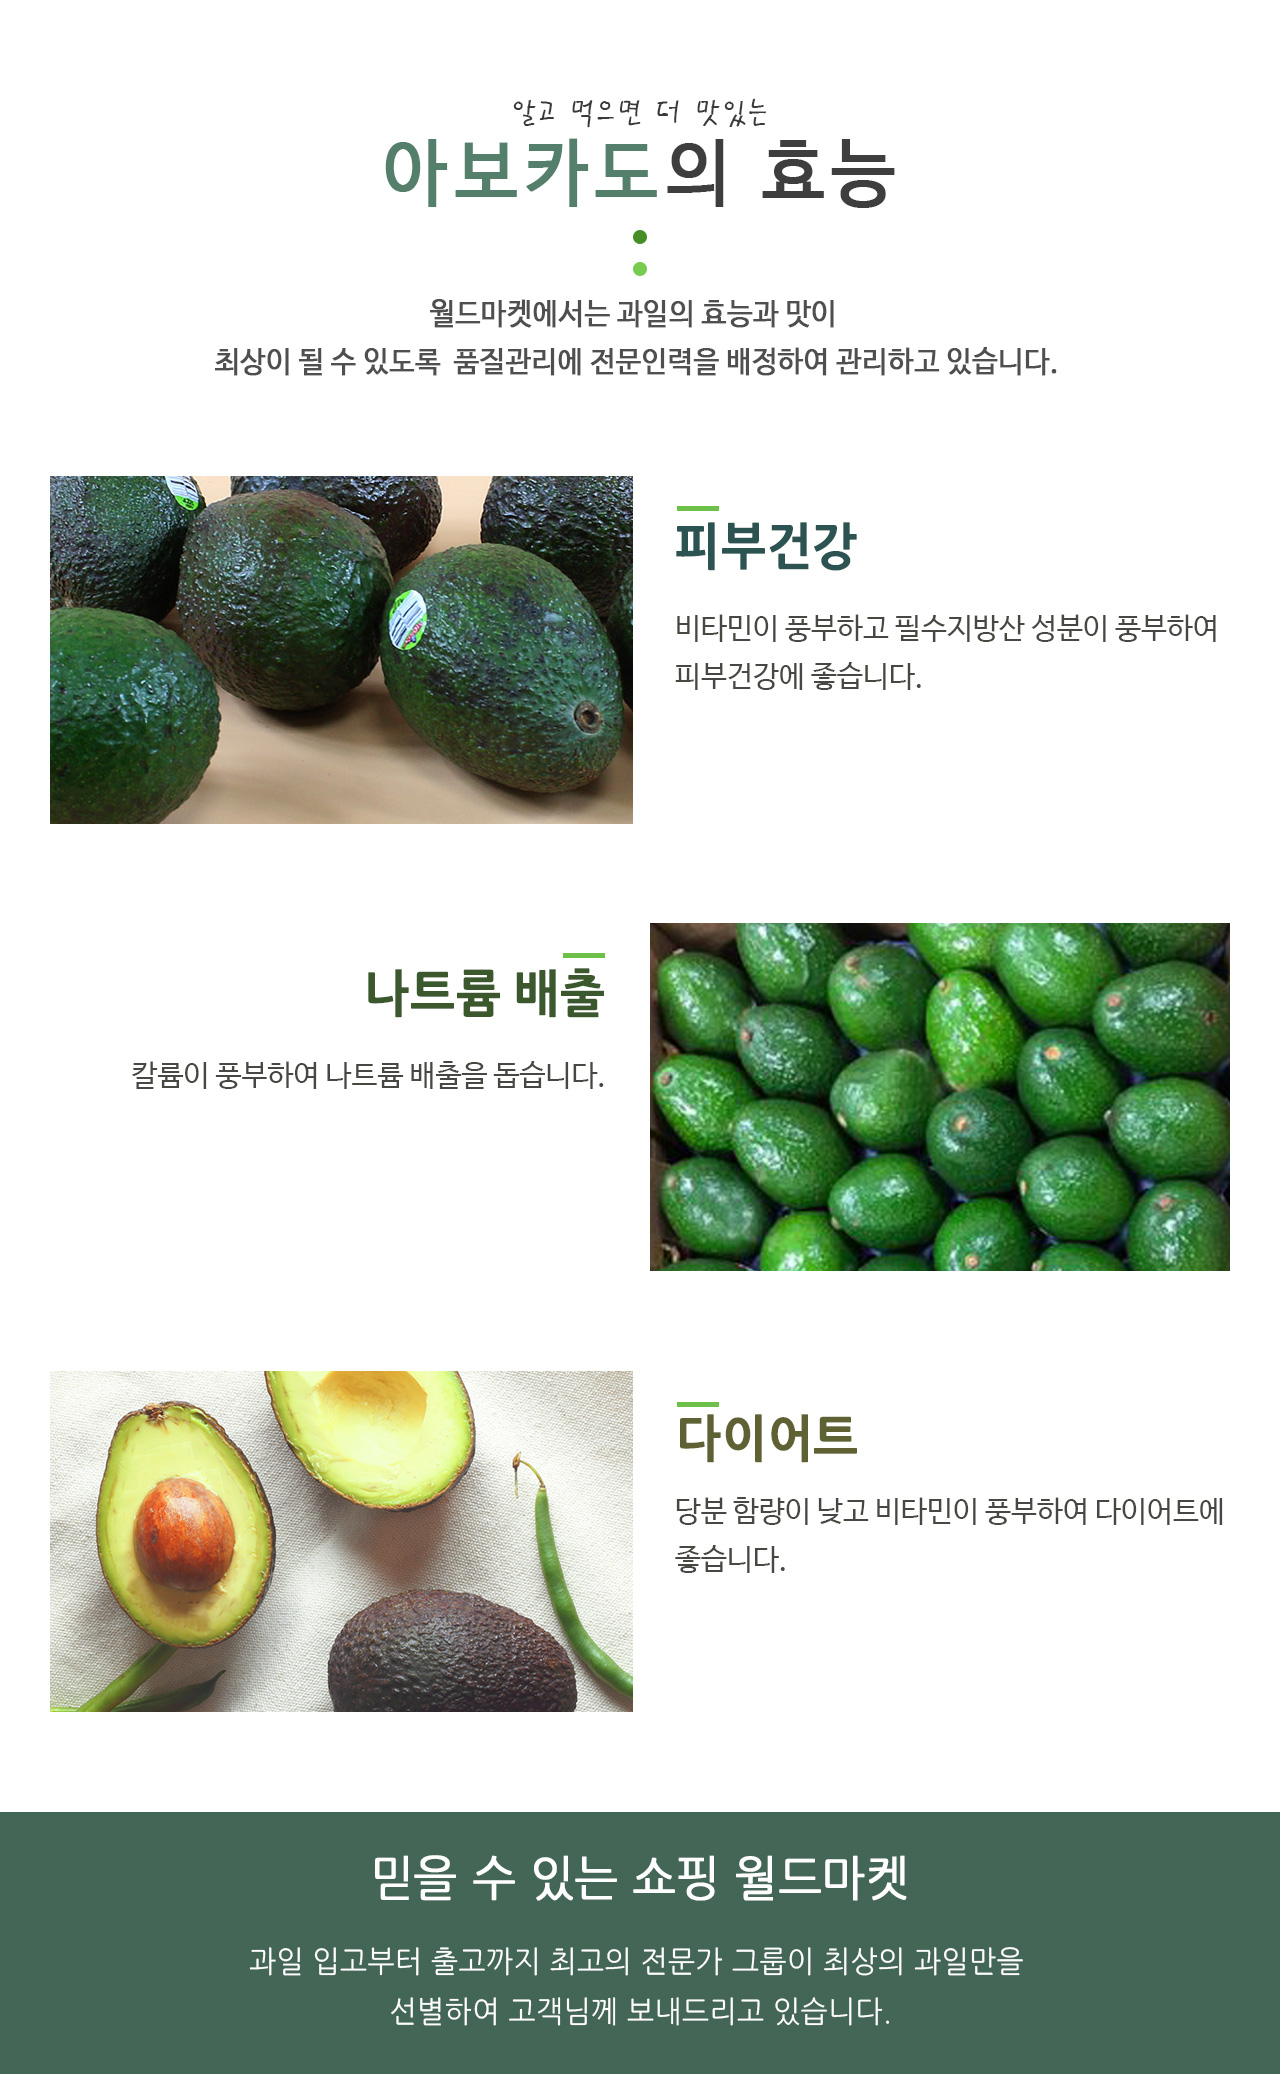 알고 먹으면 더 맛있는
아보카도의 효능
월드마켓에서는 과일의 효능과 맛이
최상이 될 수 있도록 품질관리에 전문인력을 배정하여 관리하고 있습니다.
피부건강
비타민이 풍부하고 필수지방산 성분이 풍부하여
피부건강에 좋습니다.
나트륨 배출
칼륨이 풍부하여 나트륨 배출을 돕습니다.
다이어트
당분 함량이 낮고 비타민이 풍부하여 다이어트에
좋습니다.
믿을 수 있는 쇼핑 월드마켓
과일 입고부터 출고까지 최고의 전문가 그룹이 최상의 과일만을
선별하여 고객님께 보내드리고 있습니다.